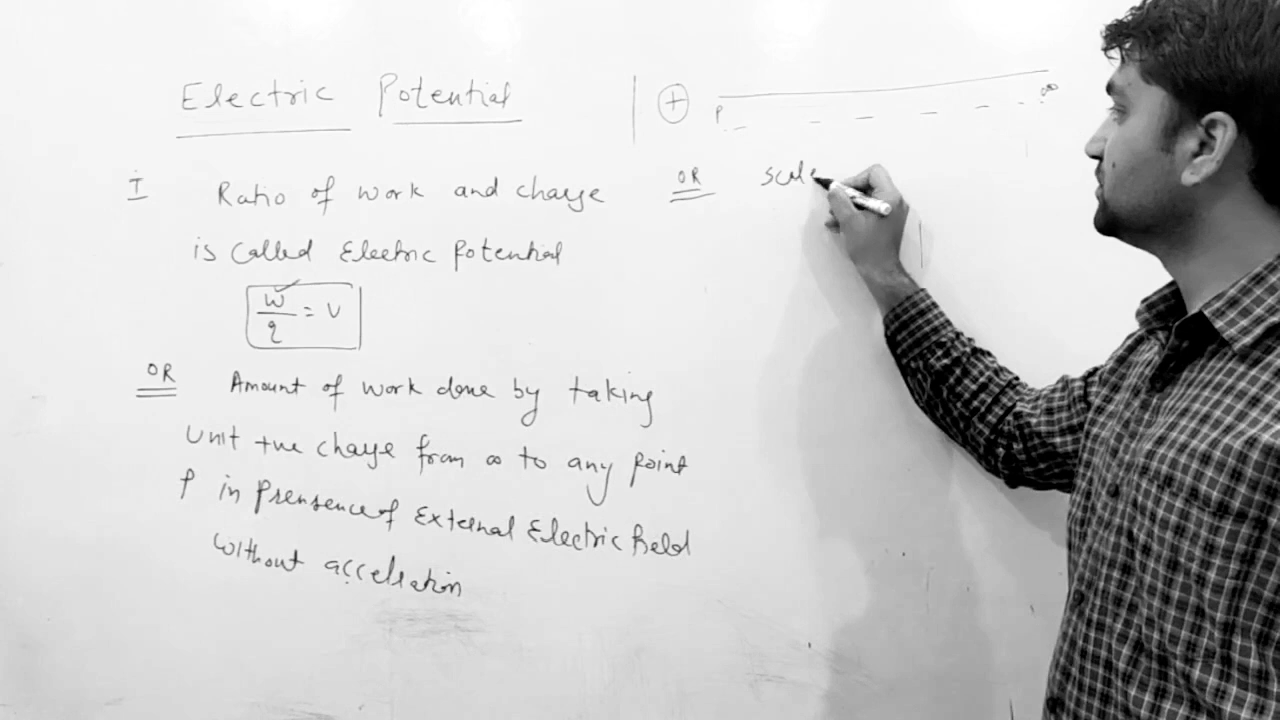 Electric Potential
I Ratio of work and charge
is Called Electric Potential
W/q = V
OR Amount of work done by taking
Unit +ve charge from ∞ to any Point
P in Prensence of External Electric field
without acceleration
+ P ∞
OR